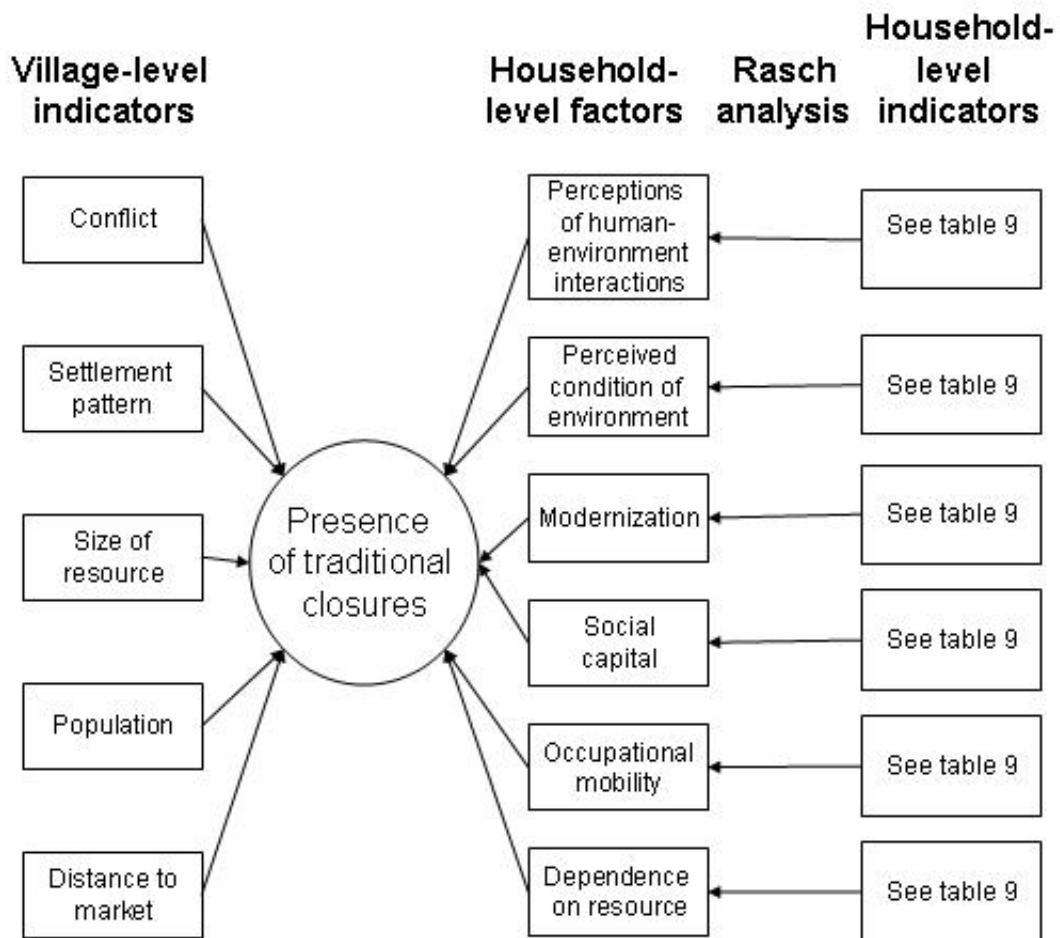 Village-level
indicators
Household-
level factors
Rasch
analysis
Household-
level
indicators
Conflict
Settlement
pattern
Size of
resource
Population
Distance to
market
Presence
of traditional
closures
Perceptions
of human-
environment
interactions
Perceived
condition of
environment
Modernization
Social
capital
Occupational
mobility
Dependence
on resource
See table 9
See table 9
See table 9
See table 9
See table 9
See table 9